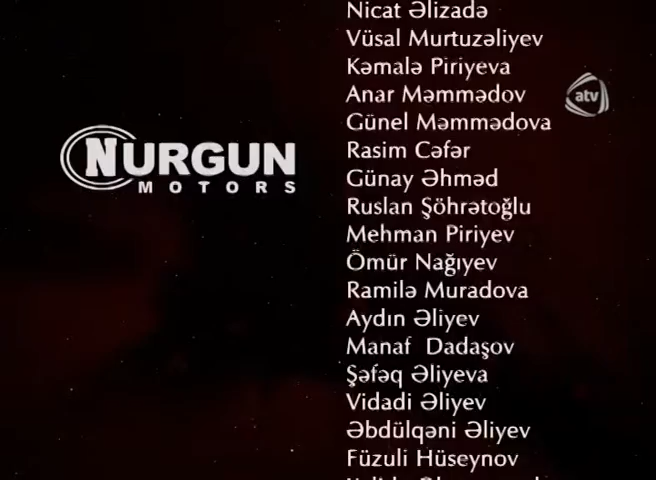 Nicat Əlizadə
Vüsal Murtuzəliyev
Kəmalə Piriyeva
Anar Məmmədov
atv
Günel Məmmədova
NURGUN
MOTORS
Rasim Cəfər
Günay Əhməd
Ruslan Şöhrətoğlu
Mehman Piriyev
Ömür Nağıyev
Ramilə Muradova
Aydın Əliyev
Manaf  Dadaşov
Şəfəq Əliyeva
Vidadi Əliyev
Əbdülqəni Əliyev
Füzuli Hüseynov